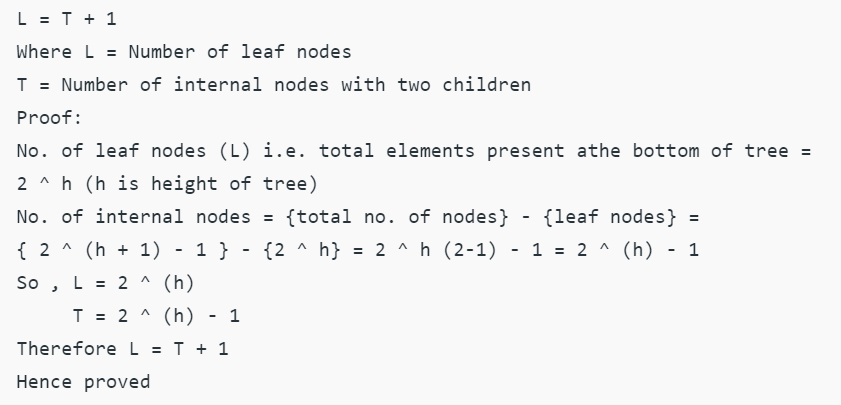 L = T + 1
Where L = Number of leaf nodes
T = Number of internal nodes with two children
Proof:
No. of leaf nodes (L) i.e. total elements present athe bottom of tree =
2 ^ h (h is height of tree)
No. of internal nodes = {total no. of nodes} - {leaf nodes} =
{ 2 ^ (h + 1) - 1 } - {2 ^ h} = 2 ^ h (2-1) - 1 = 2 ^ (h) - 1
So , L = 2 ^ (h)
T = 2 ^ (h) - 1
Therefore L = T + 1
Hence proved